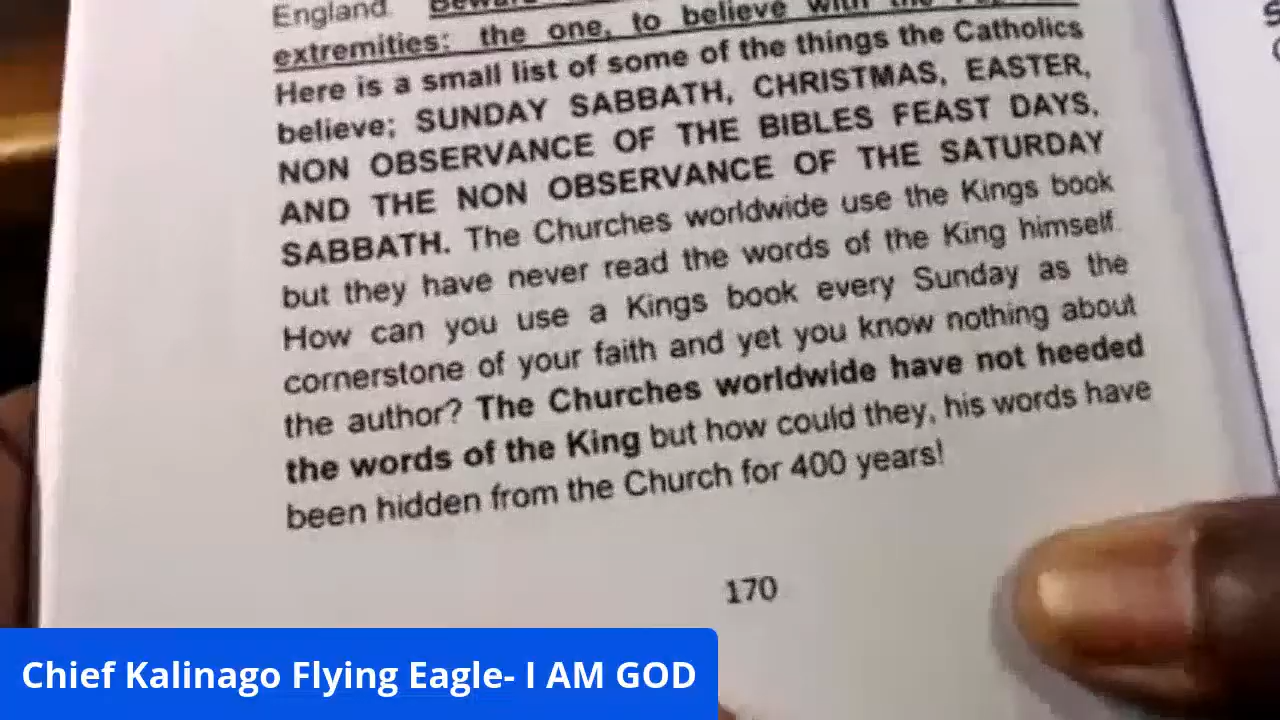 England. Beware
extremities: the one, to believe with the
Here is a small list of some of the things the Catholics
believe; SUNDAY SABBATH, CHRISTMAS, EASTER,
NON OBSERVANCE OF THE BIBLES FEAST DAYS,
AND THE NON OBSERVANCE OF THE SATURDAY
SABBATH. The Churches worldwide use the Kings book
but they have never read the words of the King himself.
How can you use a Kings book every Sunday as the
cornerstone of your faith and yet you know nothing about
the author? The Churches worldwide have not heeded
the words of the King but how could they, his words have
been hidden from the Church for 400 years!
170
Chief Kalinago Flying Eagle- I AM GOD